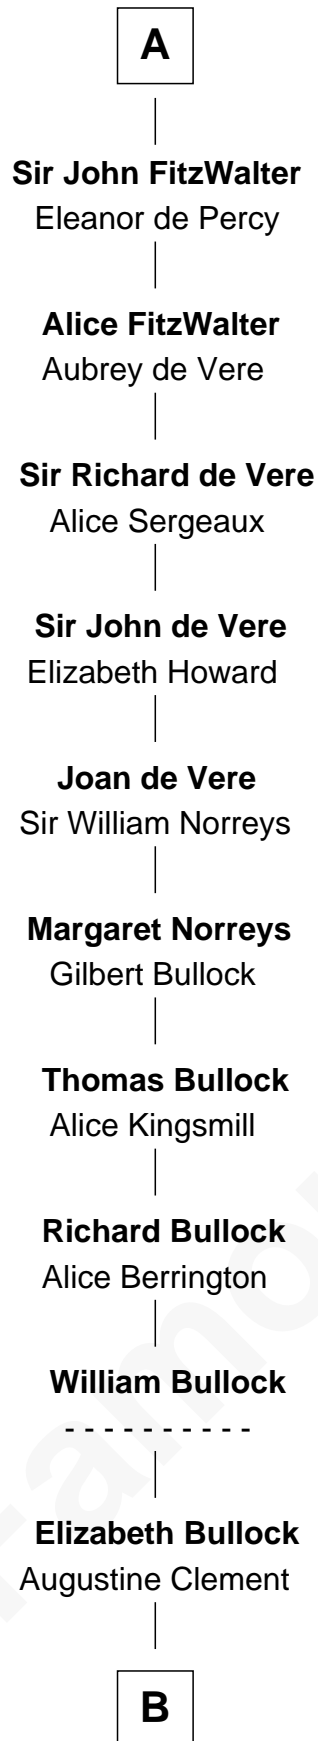 A
Sir John FitzWalter
Eleanor de Percy
Alice FitzWalter
Aubrey de Vere
Sir Richard de Vere
Alice Sergeaux
Sir John de Vere
Elizabeth Howard
Joan de Vere
Sir William Norreys
Margaret Norreys
Gilbert Bullock
Thomas Bullock
Alice Kingsmill
Richard Bullock
Alice Berrington
William Bullock
- - - - - - - - - -
Elizabeth Bullock
Augustine Clement
B